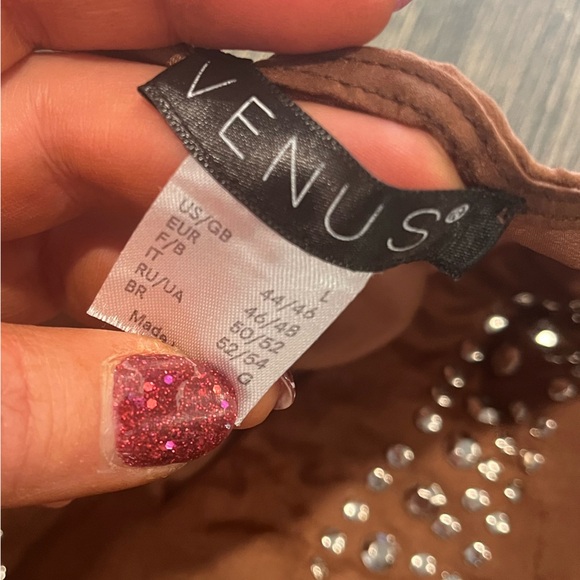 VENUS®
US/GB L
EUR 44/46
F/B 46/48
IT 50/52
RU/UA 52/54
BR G
Made